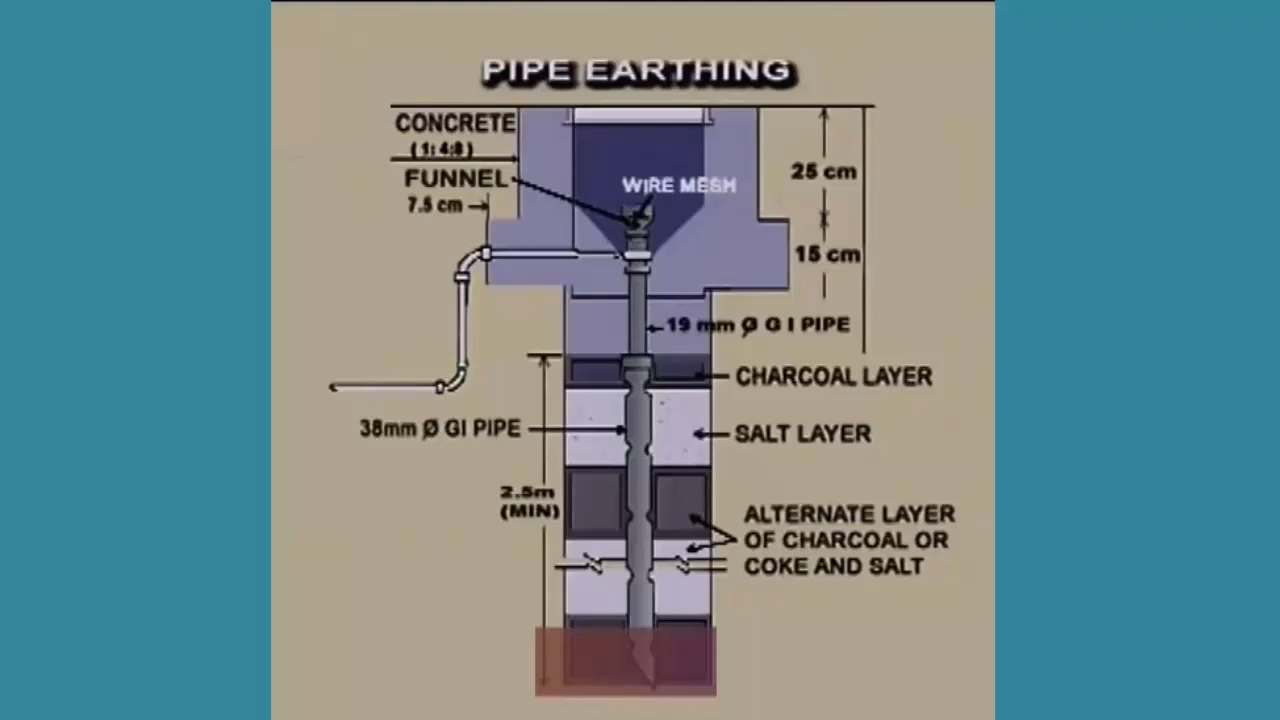 PIPE EARTHING
CONCRETE
( 1: 4:8 )
FUNNEL
7.5 cm
WIRE MESH
25 cm
15 cm
19 mm Ø G I PIPE
CHARCOAL LAYER
38mm Ø GI PIPE
SALT LAYER
2.5m
(MIN)
ALTERNATE LAYER
OF CHARCOAL OR
COKE AND SALT